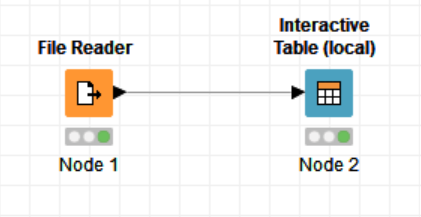 File Reader
Interactive
Table (local)
Node 1
Node 2